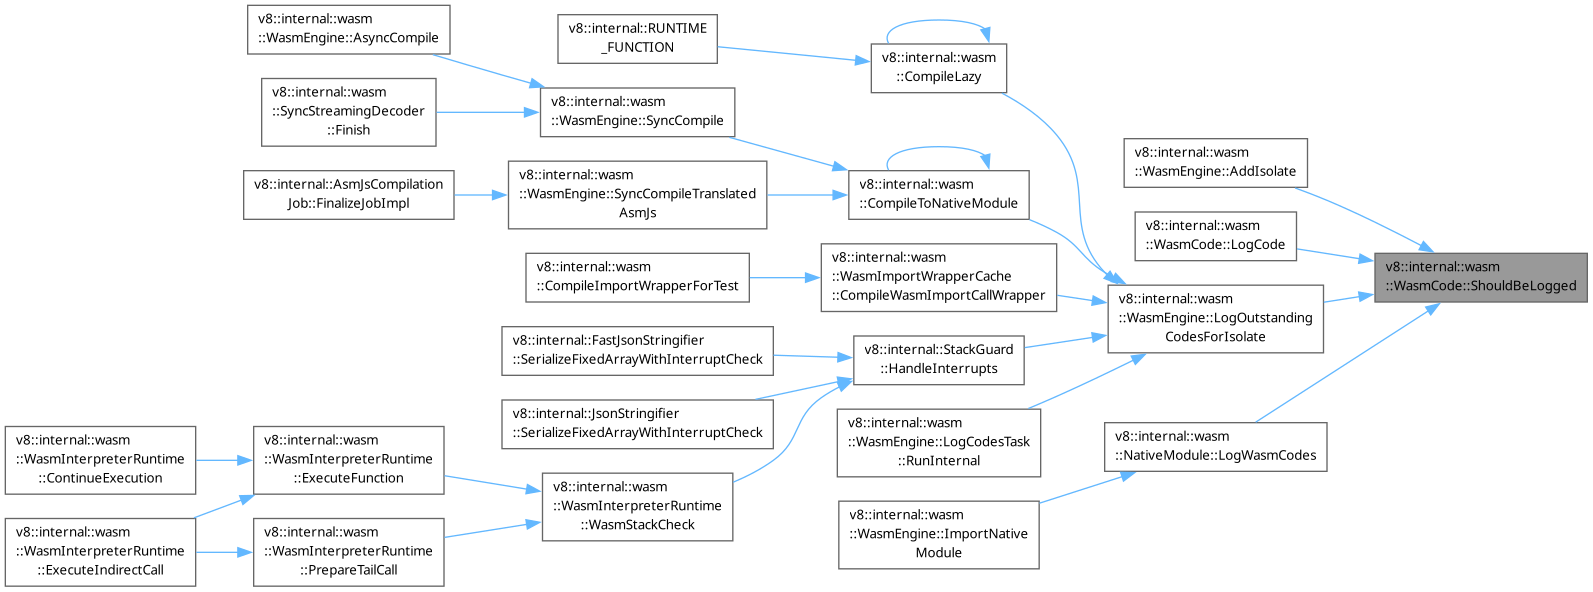 v8::internal::wasm
::WasmEngine::AsyncCompile
v8::internal::RUNTIME
_FUNCTION
v8::internal::wasm
::CompileLazy
v8::internal::wasm
::SyncStreamingDecoder
::Finish
v8::internal::wasm
::WasmEngine::SyncCompile
v8::internal::wasm
::WasmEngine::AddIsolate
v8::internal::AsmJsCompilation
Job::FinalizeJobImpl
v8::internal::wasm
::WasmEngine::SyncCompileTranslated
AsmJs
v8::internal::wasm
::CompileToNativeModule
v8::internal::wasm
::WasmCode::LogCode
v8::internal::wasm
::WasmCode::ShouldBeLogged
v8::internal::wasm
::CompileImportWrapperForTest
v8::internal::wasm
::WasmImportWrapperCache
::CompileWasmImportCallWrapper
v8::internal::wasm
::WasmEngine::LogOutstanding
CodesForIsolate
v8::internal::FastJsonStringifier
::SerializeFixedArrayWithInterruptCheck
v8::internal::StackGuard
::HandleInterrupts
v8::internal::JsonStringifier
::SerializeFixedArrayWithInterruptCheck
v8::internal::wasm
::WasmEngine::LogCodesTask
::RunInternal
v8::internal::wasm
::NativeModule::LogWasmCodes
v8::internal::wasm
::WasmInterpreterRuntime
::ContinueExecution
v8::internal::wasm
::WasmInterpreterRuntime
::ExecuteFunction
v8::internal::wasm
::WasmInterpreterRuntime
::WasmStackCheck
v8::internal::wasm
::WasmEngine::ImportNative
Module
v8::internal::wasm
::WasmInterpreterRuntime
::ExecuteIndirectCall
v8::internal::wasm
::WasmInterpreterRuntime
::PrepareTailCall